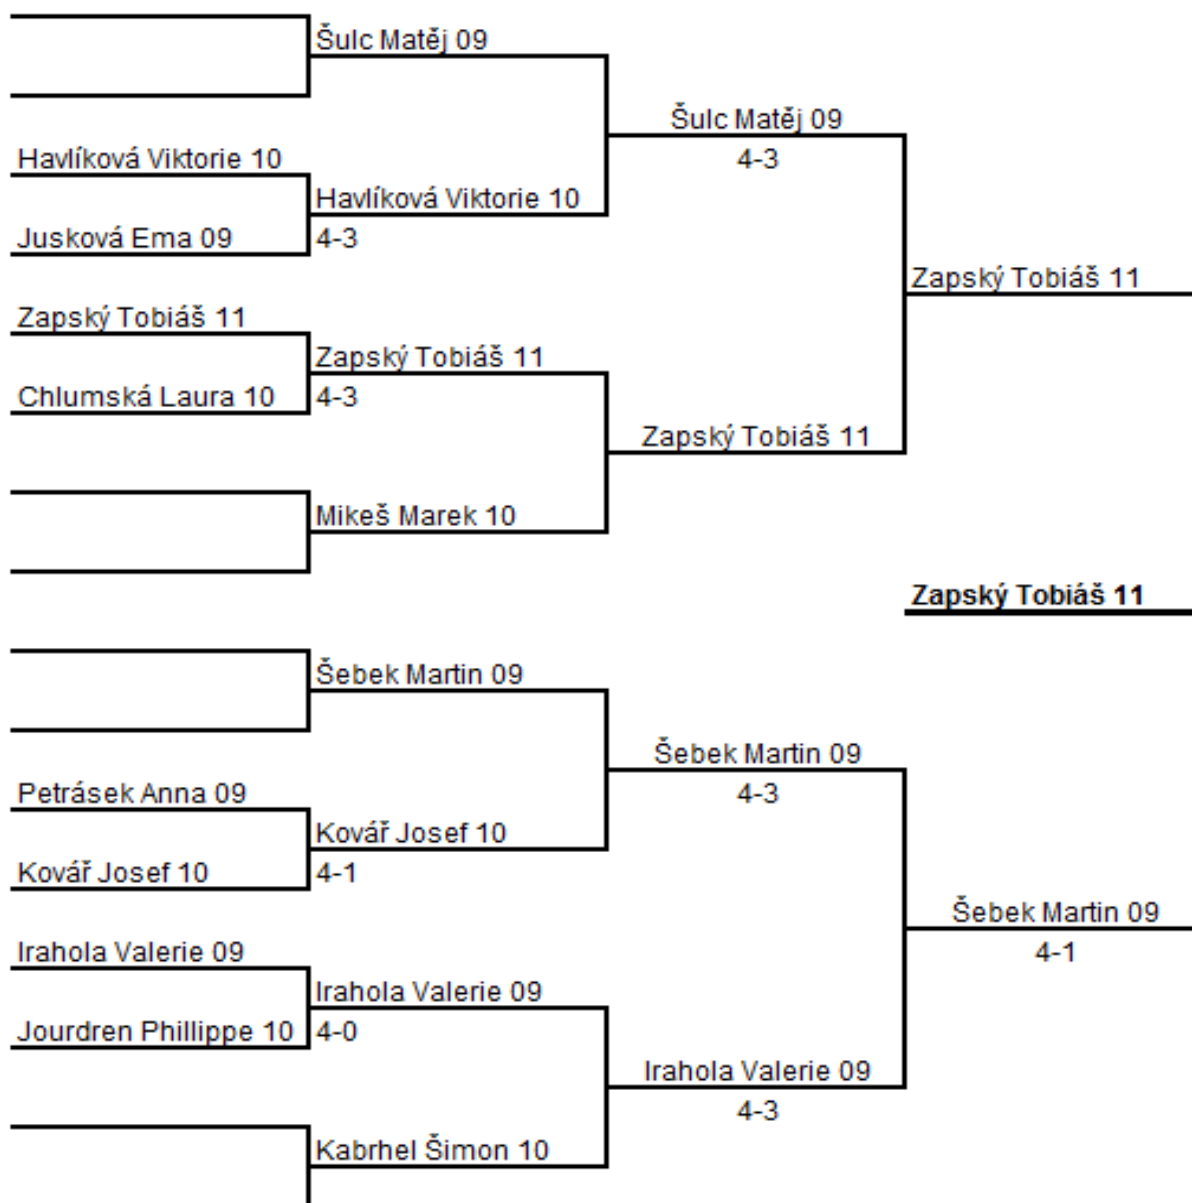 Šulc Matěj 09
Šulc Matěj 09
4-3
Havlíková Viktorie 10
Havlíková Viktorie 10
Jusková Ema 09
4-3
Zapský Tobiáš 11
Zapský Tobiáš 11
Zapský Tobiáš 11
Chlumská Laura 10
4-3
Zapský Tobiáš 11
Mikeš Marek 10
Zapský Tobiáš 11
Šebek Martin 09
Šebek Martin 09
4-3
Petrásek Anna 09
Kovář Josef 10
Kovář Josef 10
4-1
Šebek Martin 09
4-1
Irahola Valerie 09
Irahola Valerie 09
Jourdren Phillippe 10
4-0
Irahola Valerie 09
4-3
Kabrhel Šimon 10